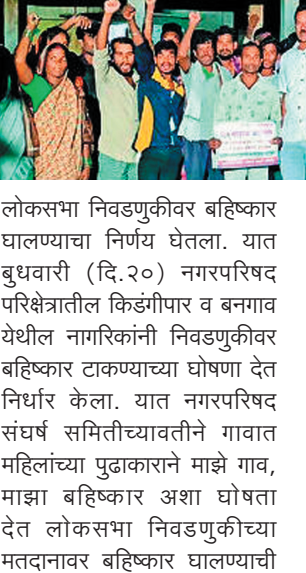 लोकसभा निवडणुकीवर बहिष्कार
घालण्याचा निर्णय घेतला. यात
बुधवारी (दि.२०) नगरपरिषद
परिक्षेत्रातील किडंगीपार व बनगाव
येथील नागरिकांनी निवडणुकीवर
बहिष्कार टाकण्याच्या घोषणा देत
निर्धार केला. यात नगरपरिषद
संघर्ष समितीच्यावतीने गावात
महिलांच्या पुढाकाराने माझे गाव,
माझा बहिष्कार अशा घोषता
देत लोकसभा निवडणुकीच्या
मतदानावर बहिष्कार घालण्याची